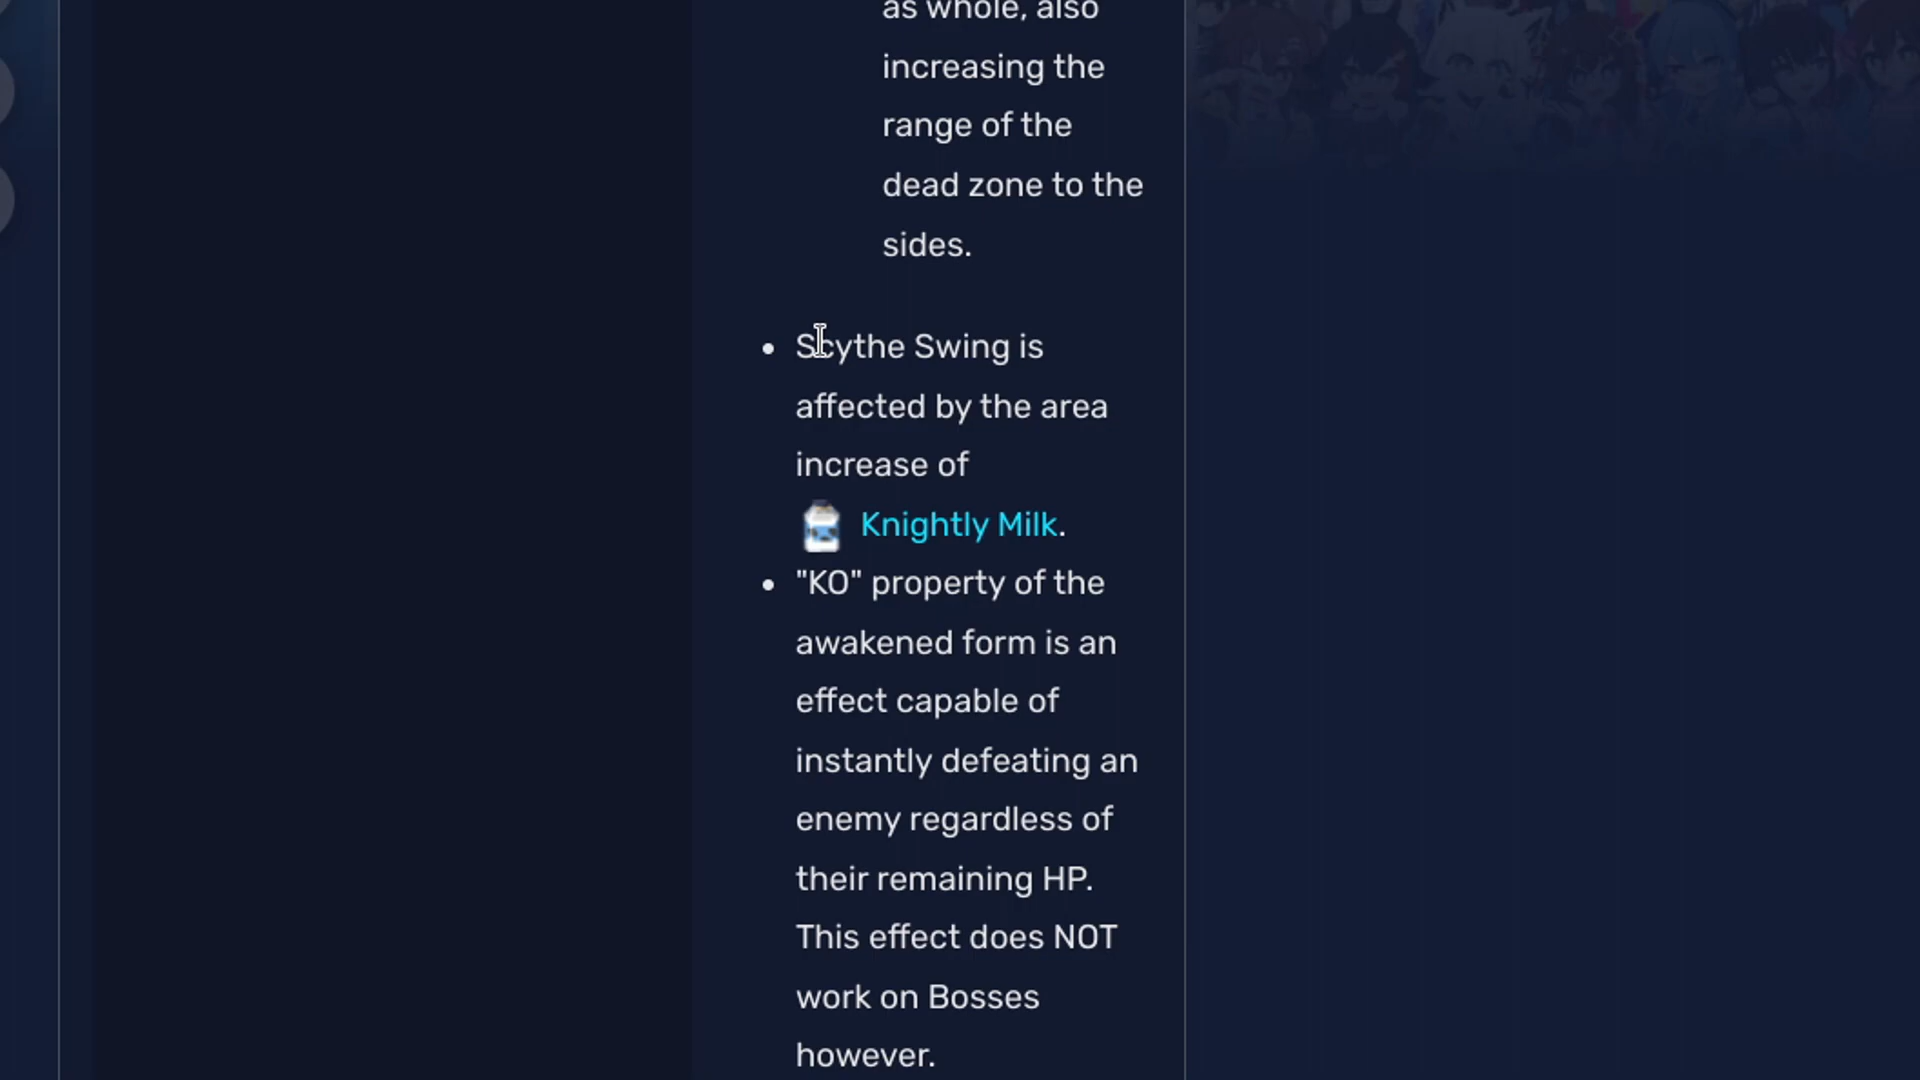 as whole, also
increasing the
range of the
dead zone to the
sides.
Scythe Swing is
affected by the area
increase of
Knightly Milk.
"KO" property of the
awakened form is an
effect capable of
instantly defeating an
enemy regardless of
their remaining HP.
This effect does NOT
work on Bosses
however.